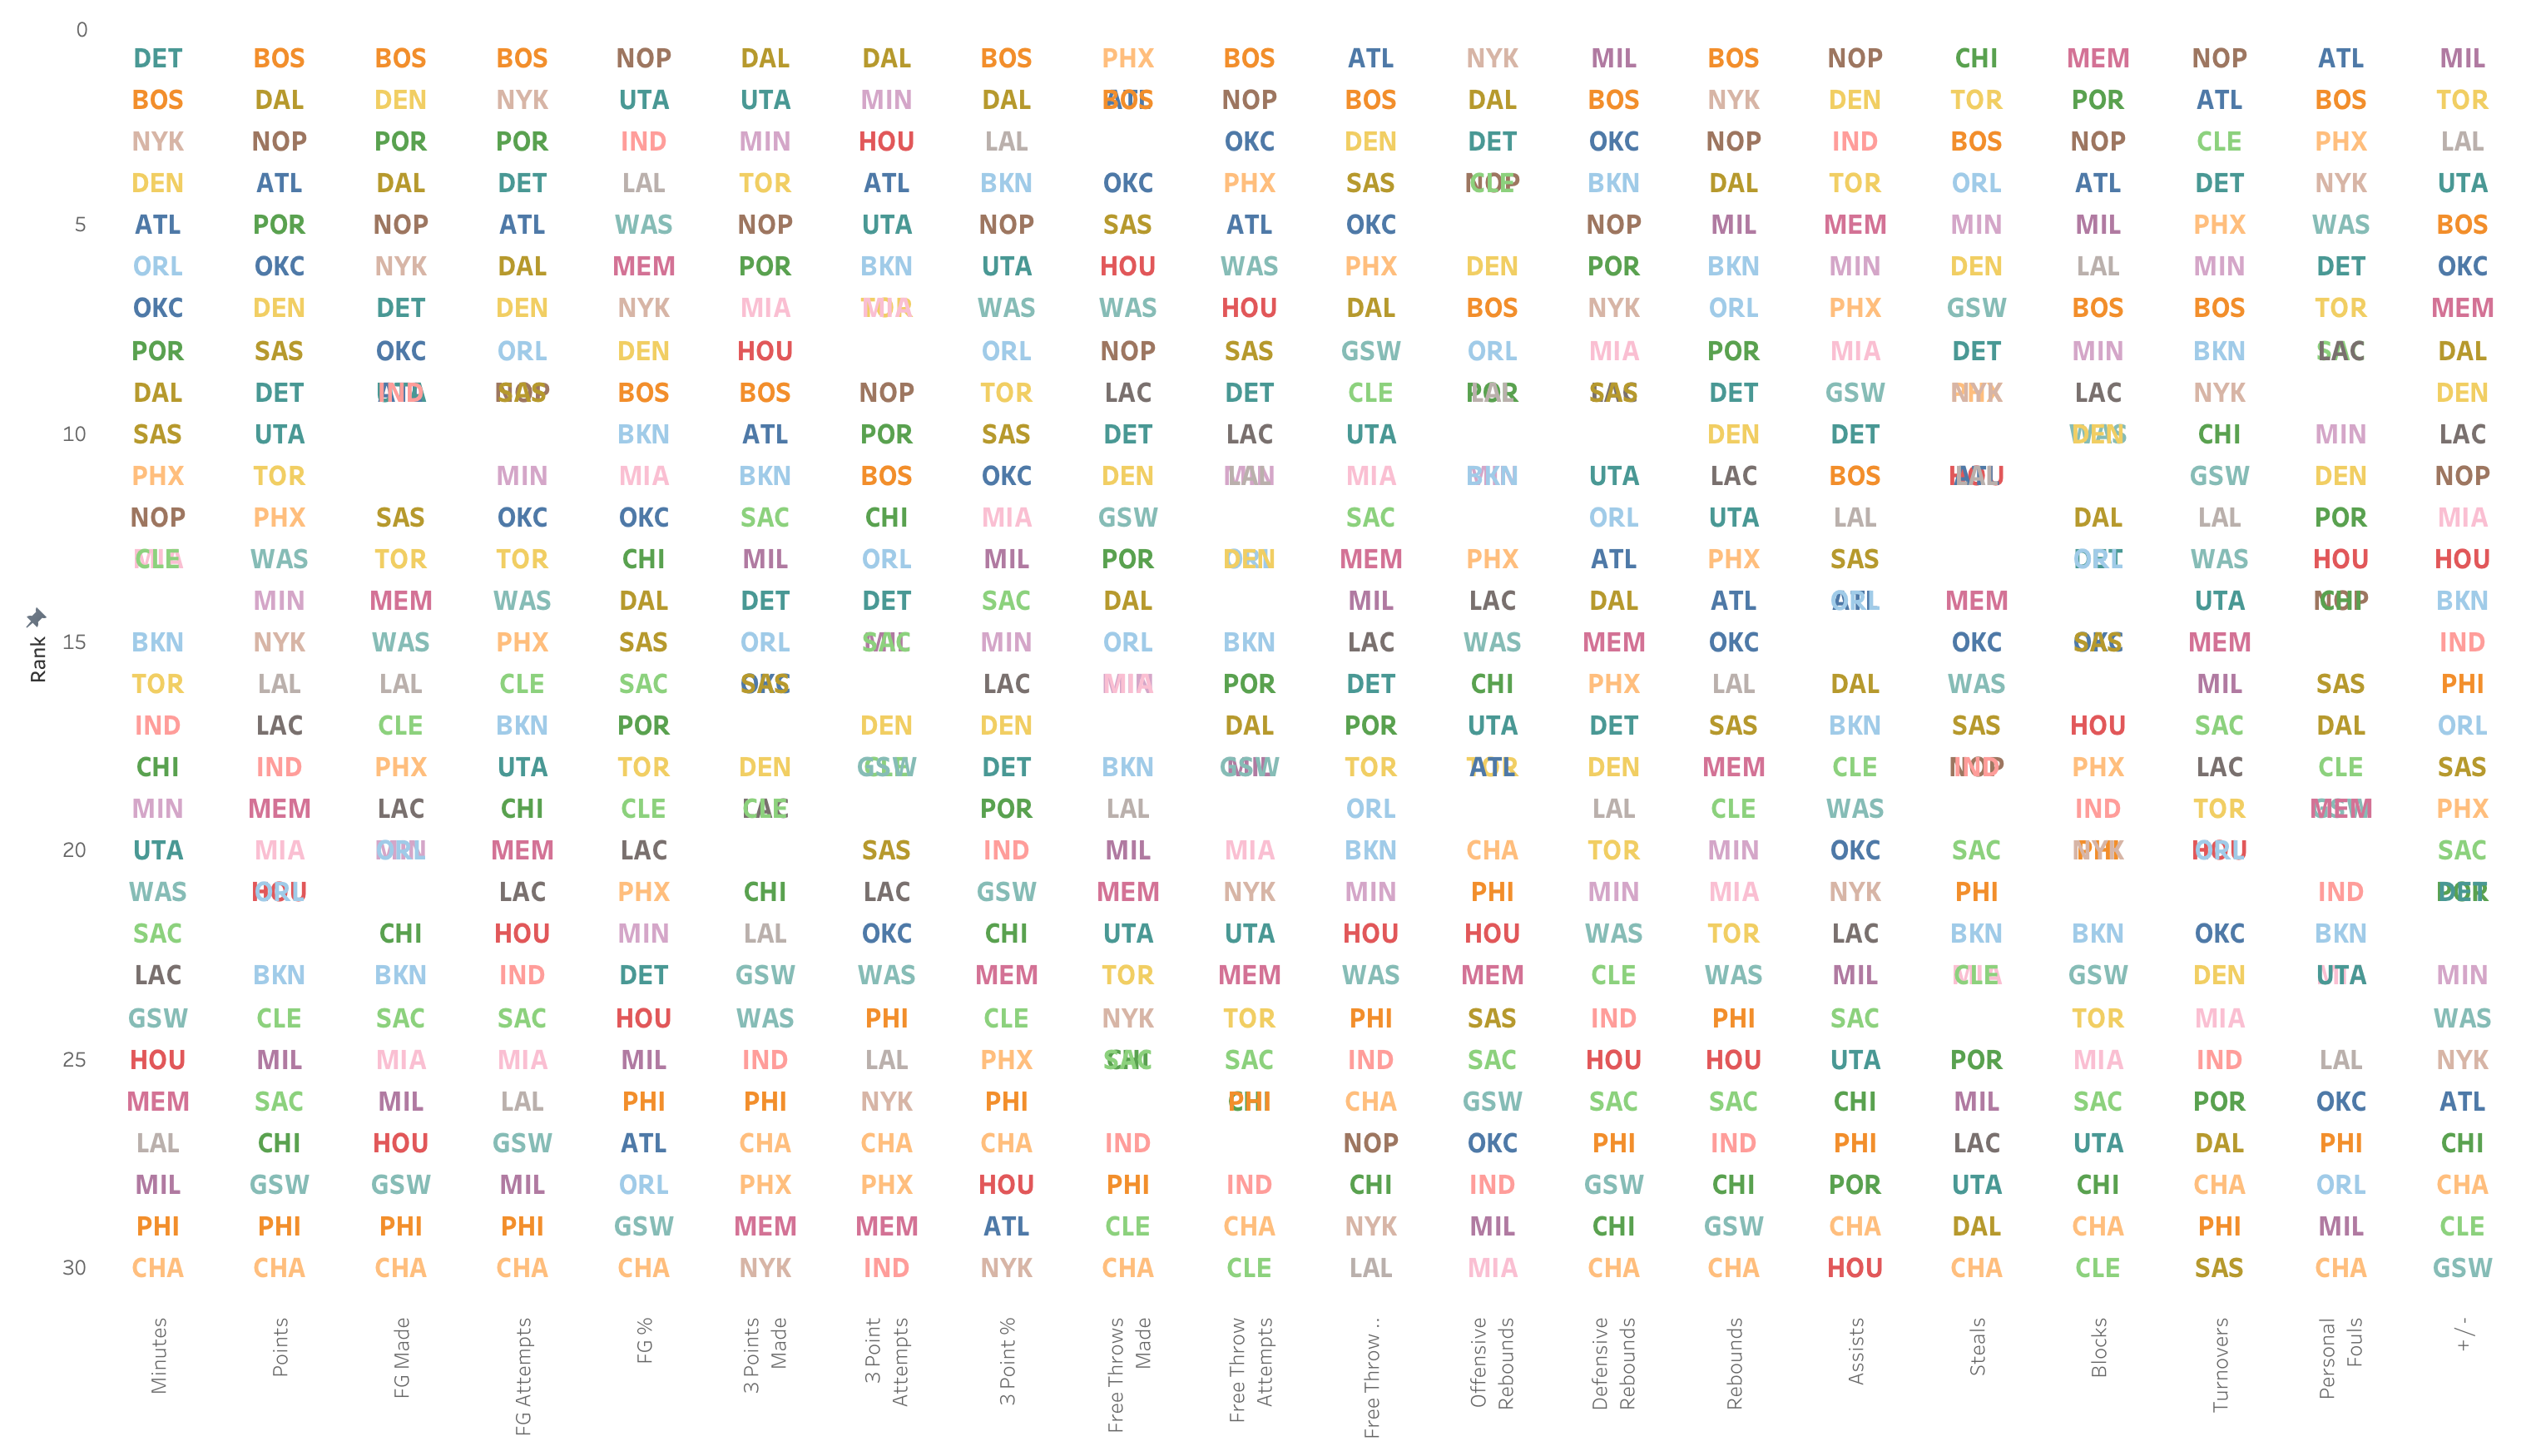 0
DET BOS BOS BOS NOP DAL DAL BOS PHX BOS ATL NYK MIL BOS NOP CHI MEM NOP ATL MIL
BOS DAL DEN NYK UTA UTA MIN DAL BOS ATL NOP BOS DAL BOS NYK DEN TOR POR ATL BOS TOR
NYK NOP POR POR IND MIN HOU LAL OKC DEN DET OKC NOP IND BOS NOP CLE PHX LAL
DEN ATL DAL DET LAL TOR ATL BKN OKC PHX SAS NOP CLE BKN DAL TOR ORL ATL DET NYK UTA
5 ATL POR NOP ATL WAS NOP UTA NOP SAS ATL OKC NOP MIL MEM MIN MIL PHX WAS BOS
ORL OKC NYK DAL MEM POR BKN UTA HOU WAS PHX DEN POR BKN MIN DEN LAL MIN DET OKC
OKC DEN DET DEN NYK MIA TOR MIA WAS WAS HOU DAL BOS NYK ORL PHX GSW BOS BOS TOR MEM
POR SAS OKC ORL DEN HOU ORL NOP SAS GSW ORL MIA POR MIA DET MIN BKN LAC DAL
DAL DET IND NOP SAS BOS BOS NOP TOR LAC DET CLE POR LAL SAS DET GSW PHX NYK LAC NYK DEN
10 SAS UTA BKN ATL POR SAS DET LAC UTA DEN DET WAS DEN CHI MIN LAC
PHX TOR MIN MIA BKN BOS OKC DEN MIN LAL MIA BKN UTA LAC BOS HOU LAL GSW DEN NOP
NOP PHX SAS OKC OKC SAC CHI MIA GSW SAC ORL UTA LAL DAL LAL POR MIA
MIA CLE WAS TOR TOR CHI MIL ORL MIL POR ORL DEN MEM PHX ATL PHX SAS DET ORL WAS HOU HOU
MIN MEM WAS DAL DET DET SAC DAL MIL LAC DAL ATL ATL ORL MEM UTA NOP CHI BKN
15 BKN NYK WAS PHX SAS ORL MIL SAC MIN ORL BKN LAC WAS MEM OKC OKC OKC SAS MEM IND
TOR LAL LAL CLE SAC OKC SAS LAC MIA POR DET CHI PHX LAL DAL WAS MIL SAS PHI
IND LAC CLE BKN POR DEN DEN DAL POR UTA DET SAS BKN SAS HOU SAC DAL ORL
CHI IND PHX UTA TOR DEN GSW CLE DET BKN MIL GSW TOR TOR ATL DEN MEM CLE IND NOP PHX LAC CLE SAS
MIN MEM LAC CHI CLE LAC CLE POR LAL ORL LAL CLE WAS IND TOR GSW MEM PHX
20 UTA MIA MIN ORL MEM LAC SAS IND MIL MIA BKN CHA TOR MIN OKC SAC NYK PHI HOU ORL SAC
WAS HOU ORL LAC PHX CHI LAC GSW MEM NYK MIN PHI MIN MIA NYK PHI IND POR DET
SAC CHI HOU MIN LAL OKC CHI UTA UTA HOU HOU WAS TOR LAC BKN BKN OKC BKN
LAC BKN BKN IND DET GSW WAS MEM TOR MEM WAS MEM CLE WAS MIL MIA CLE GSW DEN UTA MIN
GSW CLE SAC SAC HOU WAS PHI CLE NYK TOR PHI SAS IND PHI SAC TOR MIA WAS
25 HOU MIL MIA MIA MIL IND LAL PHX CHI SAC SAC IND SAC HOU HOU UTA POR MIA IND LAL NYK
MEM SAC MIL LAL PHI PHI NYK PHI CHI PHI CHA GSW SAC SAC CHI MIL SAC POR OKC ATL
LAL CHI HOU GSW ATL CHA CHA CHA IND NOP OKC PHI IND PHI LAC UTA DAL PHI CHI
MIL GSW GSW MIL ORL PHX PHX HOU PHI IND CHI IND GSW CHI POR UTA CHI CHA ORL CHA
PHI PHI PHI PHI GSW MEM MEM ATL CLE CHA NYK MIL CHI GSW CHA DAL CHA PHI MIL CLE
30 CHA CHA CHA CHA CHA NYK IND NYK CHA CLE LAL MIA CHA CHA HOU CHA CLE SAS CHA GSW
Rank
Minutes
Points
FG Made
FG Attempts
FG %
3 Points
Made
3 Point
Attempts
3 Point %
Free Throws
Made
Free Throw
Attempts
Free Throw ..
Offensive
Rebounds
Defensive
Rebounds
Rebounds
Assists
Steals
Blocks
Turnovers
Personal
Fouls
+ / -